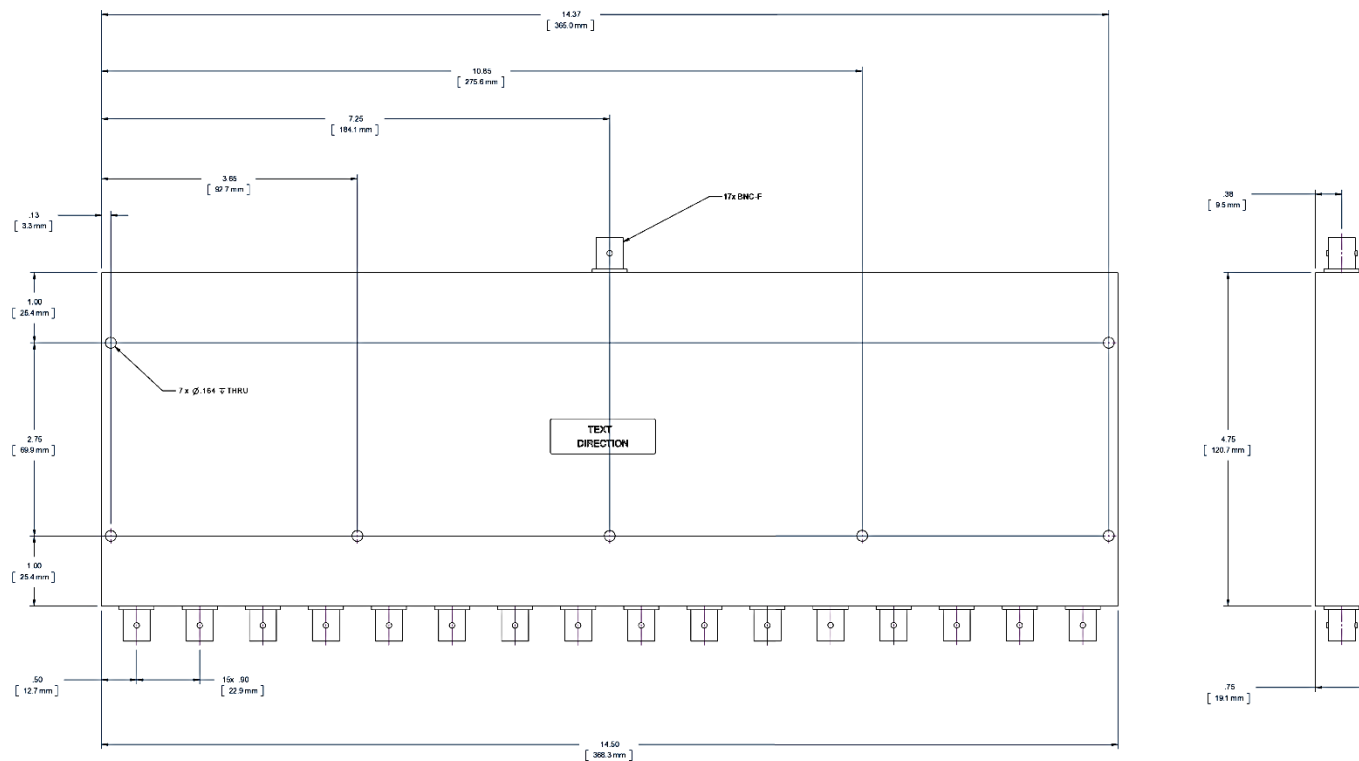 14.37
[ 365.0 mm ]
10.85
[ 275.6 mm ]
7.25
[ 184.1 mm ]
3.65
[ 92.7 mm ]
17x BNC-F
.38
[ 9.5 mm ]
.13
[ 3.3 mm ]
1.00
[ 25.4 mm ]
7 x Ø.164 ↧ THRU
TEXT
DIRECTION
2.75
[ 69.9 mm ]
4.75
[ 120.7 mm ]
1.00
[ 25.4 mm ]
.50
[ 12.7 mm ]
15x .90
[ 22.9 mm ]
.75
[ 19.1 mm ]
14.50
[ 368.3 mm ]